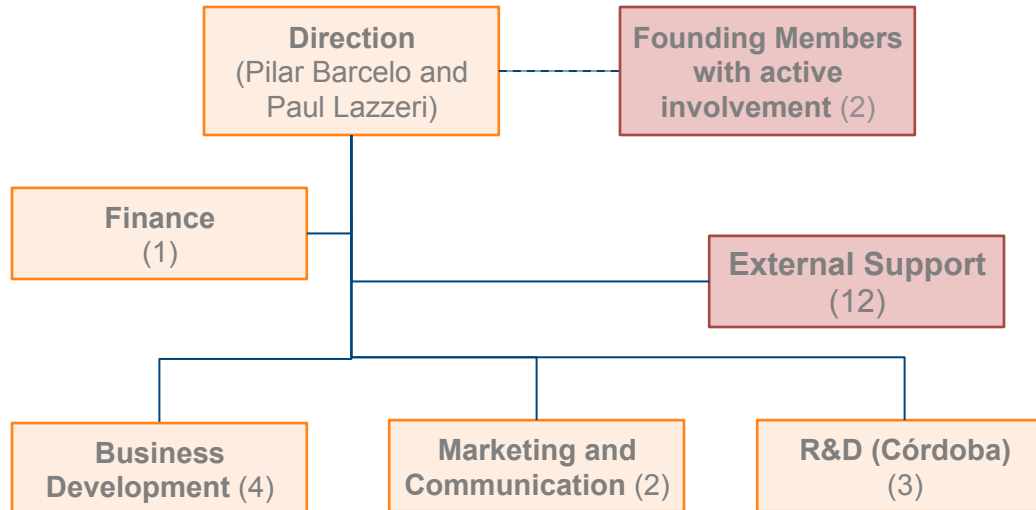 Direction
(Pilar Barcelo and
Paul Lazzeri)
Founding Members
with active
involvement (2)
Finance
(1)
External Support
(12)
Business
Development (4)
Marketing and
Communication (2)
R&D (Córdoba)
(3)